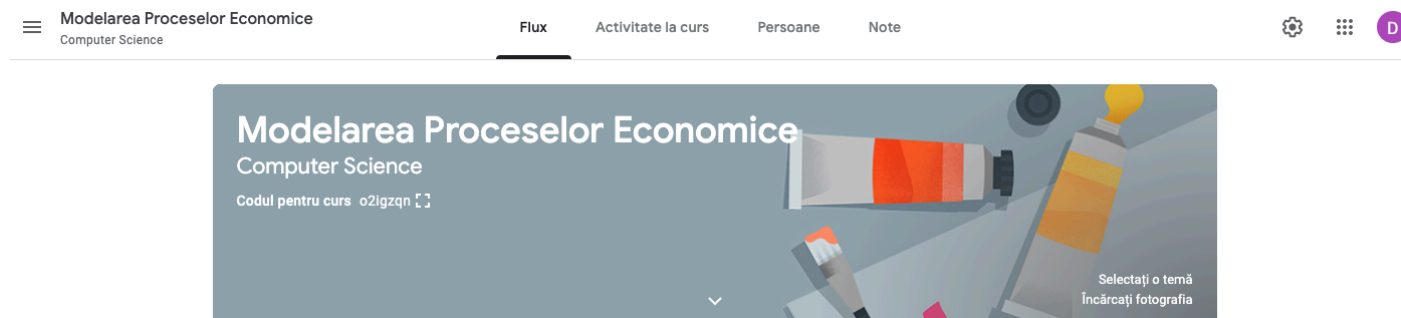 Modelarea Proceselor Economice
Computer Science
Flux
Activitate la curs
Persoane
Note
D
Modelarea Proceselor Economice
Computer Science
Codul pentru curs o2igzqn
Selectați o temă
Încărcați fotografia